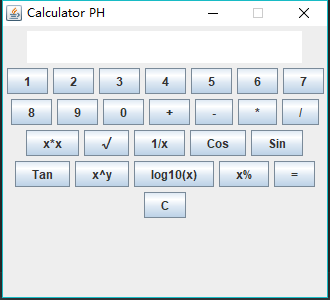 Calculator PH
1 2 3 4 5 6 7
8 9 0 + - * /
x*x √ 1/x Cos Sin
Tan x^y log10(x) x% =
C